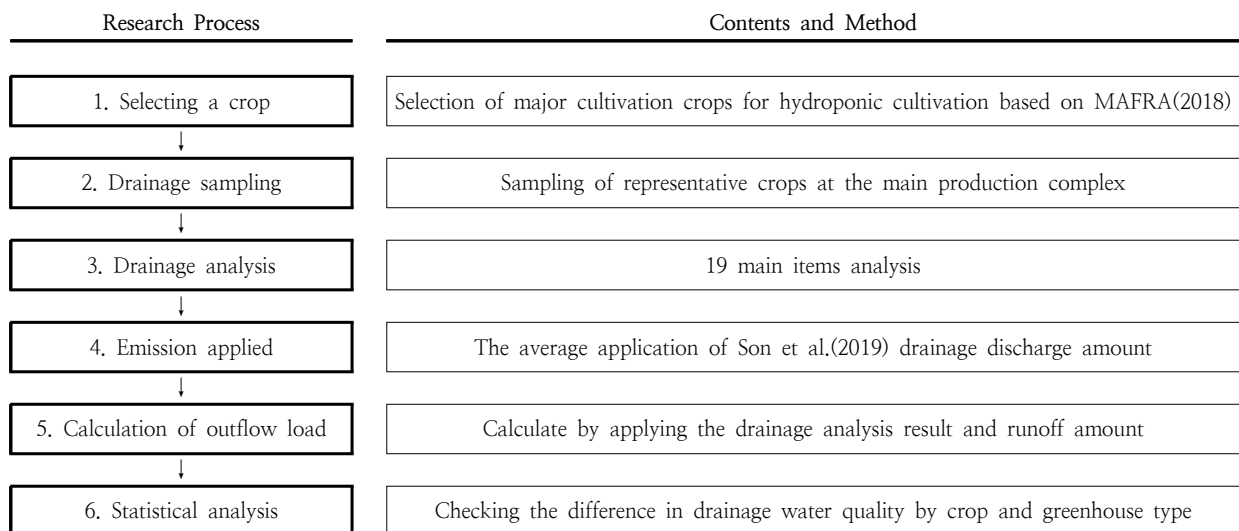 Research Process
Contents and Method
1. Selecting a crop
Selection of major cultivation crops for hydroponic cultivation based on MAFRA(2018)
2. Drainage sampling
Sampling of representative crops at the main production complex
3. Drainage analysis
19 main items analysis
4. Emission applied
The average application of Son et al.(2019) drainage discharge amount
5. Calculation of outflow load
Calculate by applying the drainage analysis result and runoff amount
6. Statistical analysis
Checking the difference in drainage water quality by crop and greenhouse type